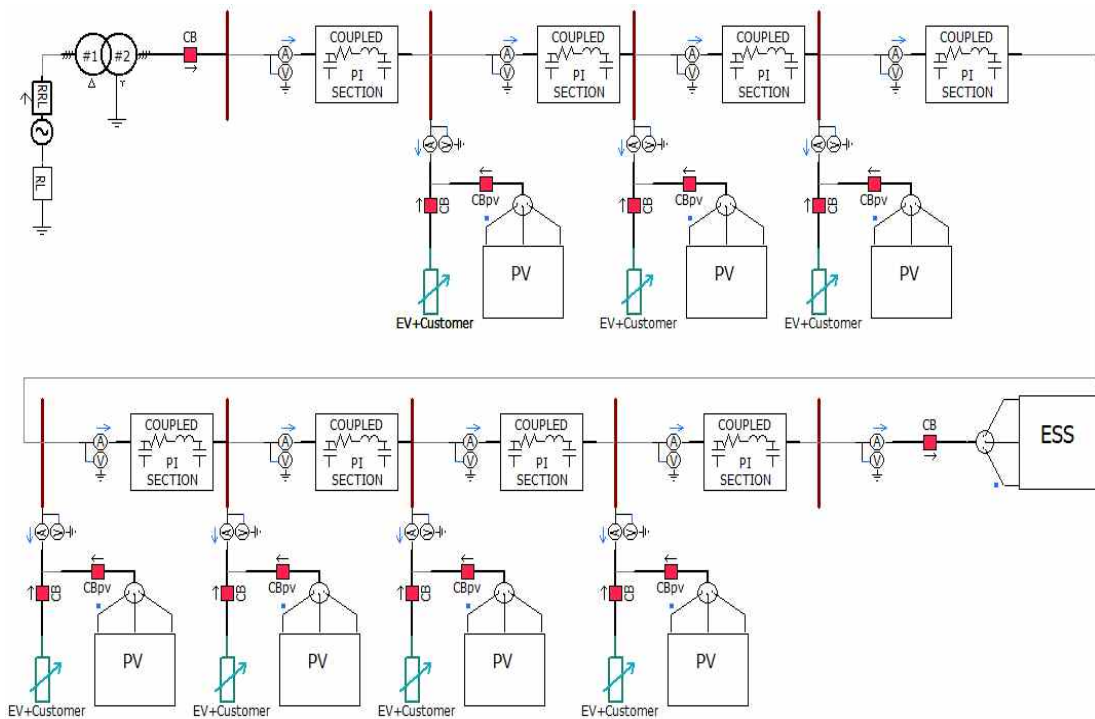 CB
#1 #2
Δ Y
RRL
RL
A A A A
V V V V
COUPLED COUPLED COUPLED COUPLED
PI PI PI PI
SECTION SECTION SECTION SECTION
A V A V A V
CBpv CBpv CBpv
CB CB CB
PV PV PV
EV+Customer EV+Customer EV+Customer
COUPLED COUPLED COUPLED COUPLED
CB
ESS
A A A A A
V V V V V
PI PI PI PI
SECTION SECTION SECTION SECTION
A V A V A V A V
CBpv CBpv CBpv CBpv
CB CB CB CB
PV PV PV PV
EV+Customer EV+Customer EV+Customer EV+Customer